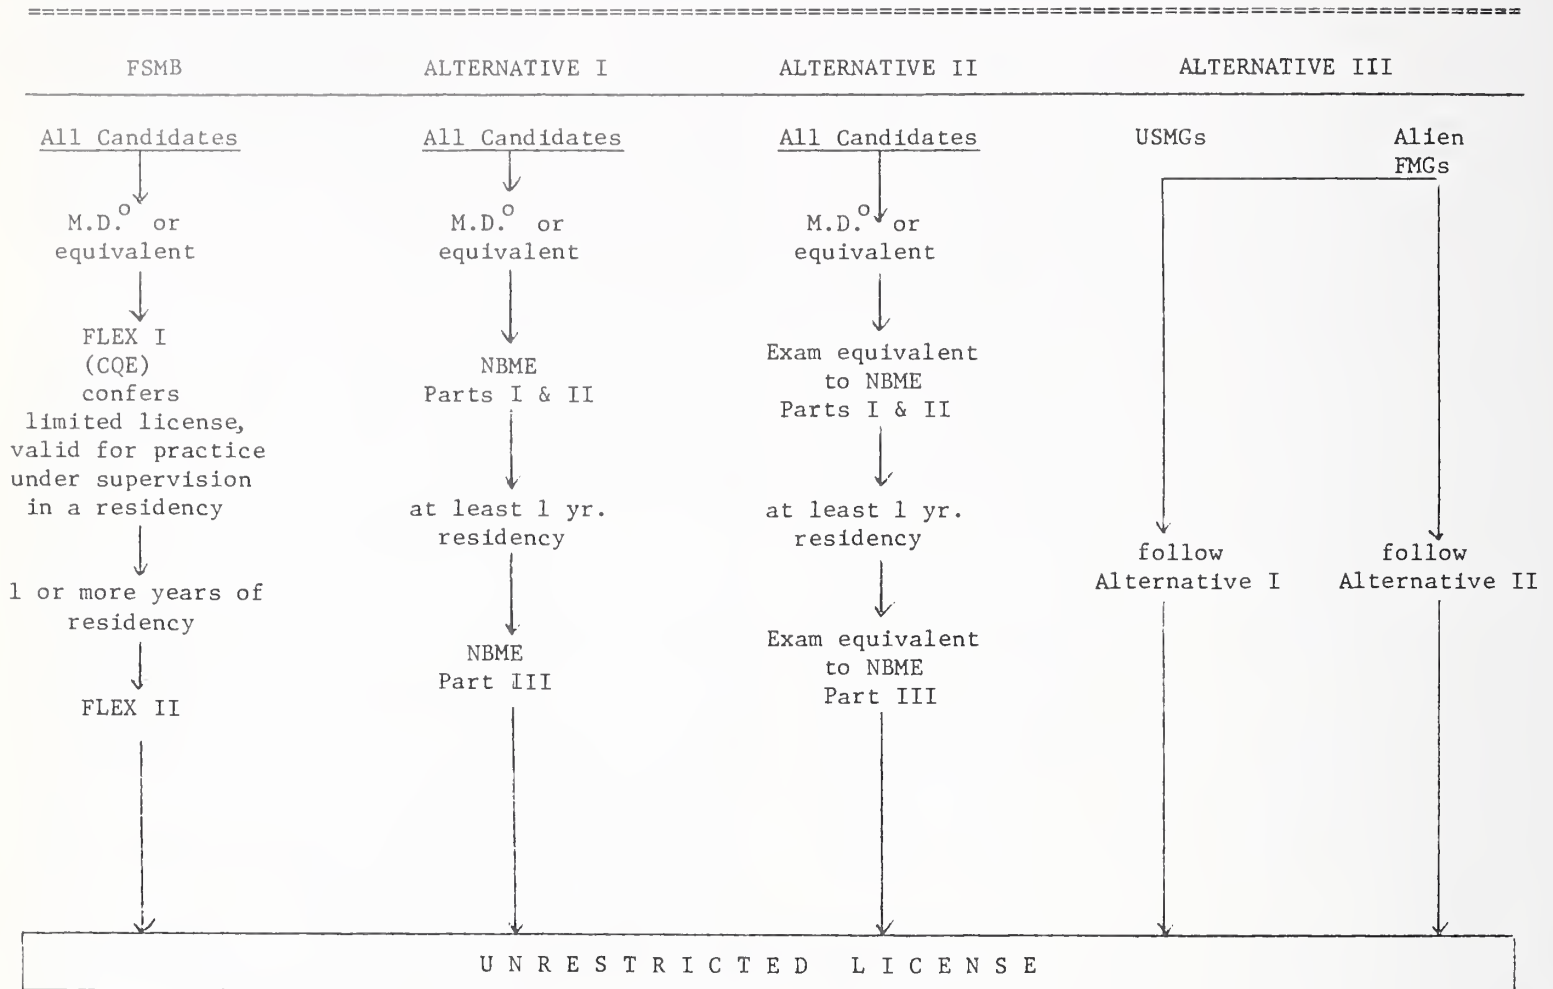 FSMB ALTERNATIVE I ALTERNATIVE II ALTERNATIVE III
All Candidates
M.D.° or
equivalent
FLEX I
(CQE)
confers
limited license,
valid for practice
under supervision
in a residency
1 or more years of
residency
FLEX II
All Candidates
M.D.° or
equivalent
NBME
Parts I & II
at least 1 yr.
residency
NBME
Part III
All Candidates
M.D.° or
equivalent
Exam equivalent
to NBME
Parts I & II
at least 1 yr.
residency
Exam equivalent
to NBME
Part III
USMGs
follow
Alternative I
Alien
FMGs
follow
Alternative II
UNRESTRICTED LICENSE